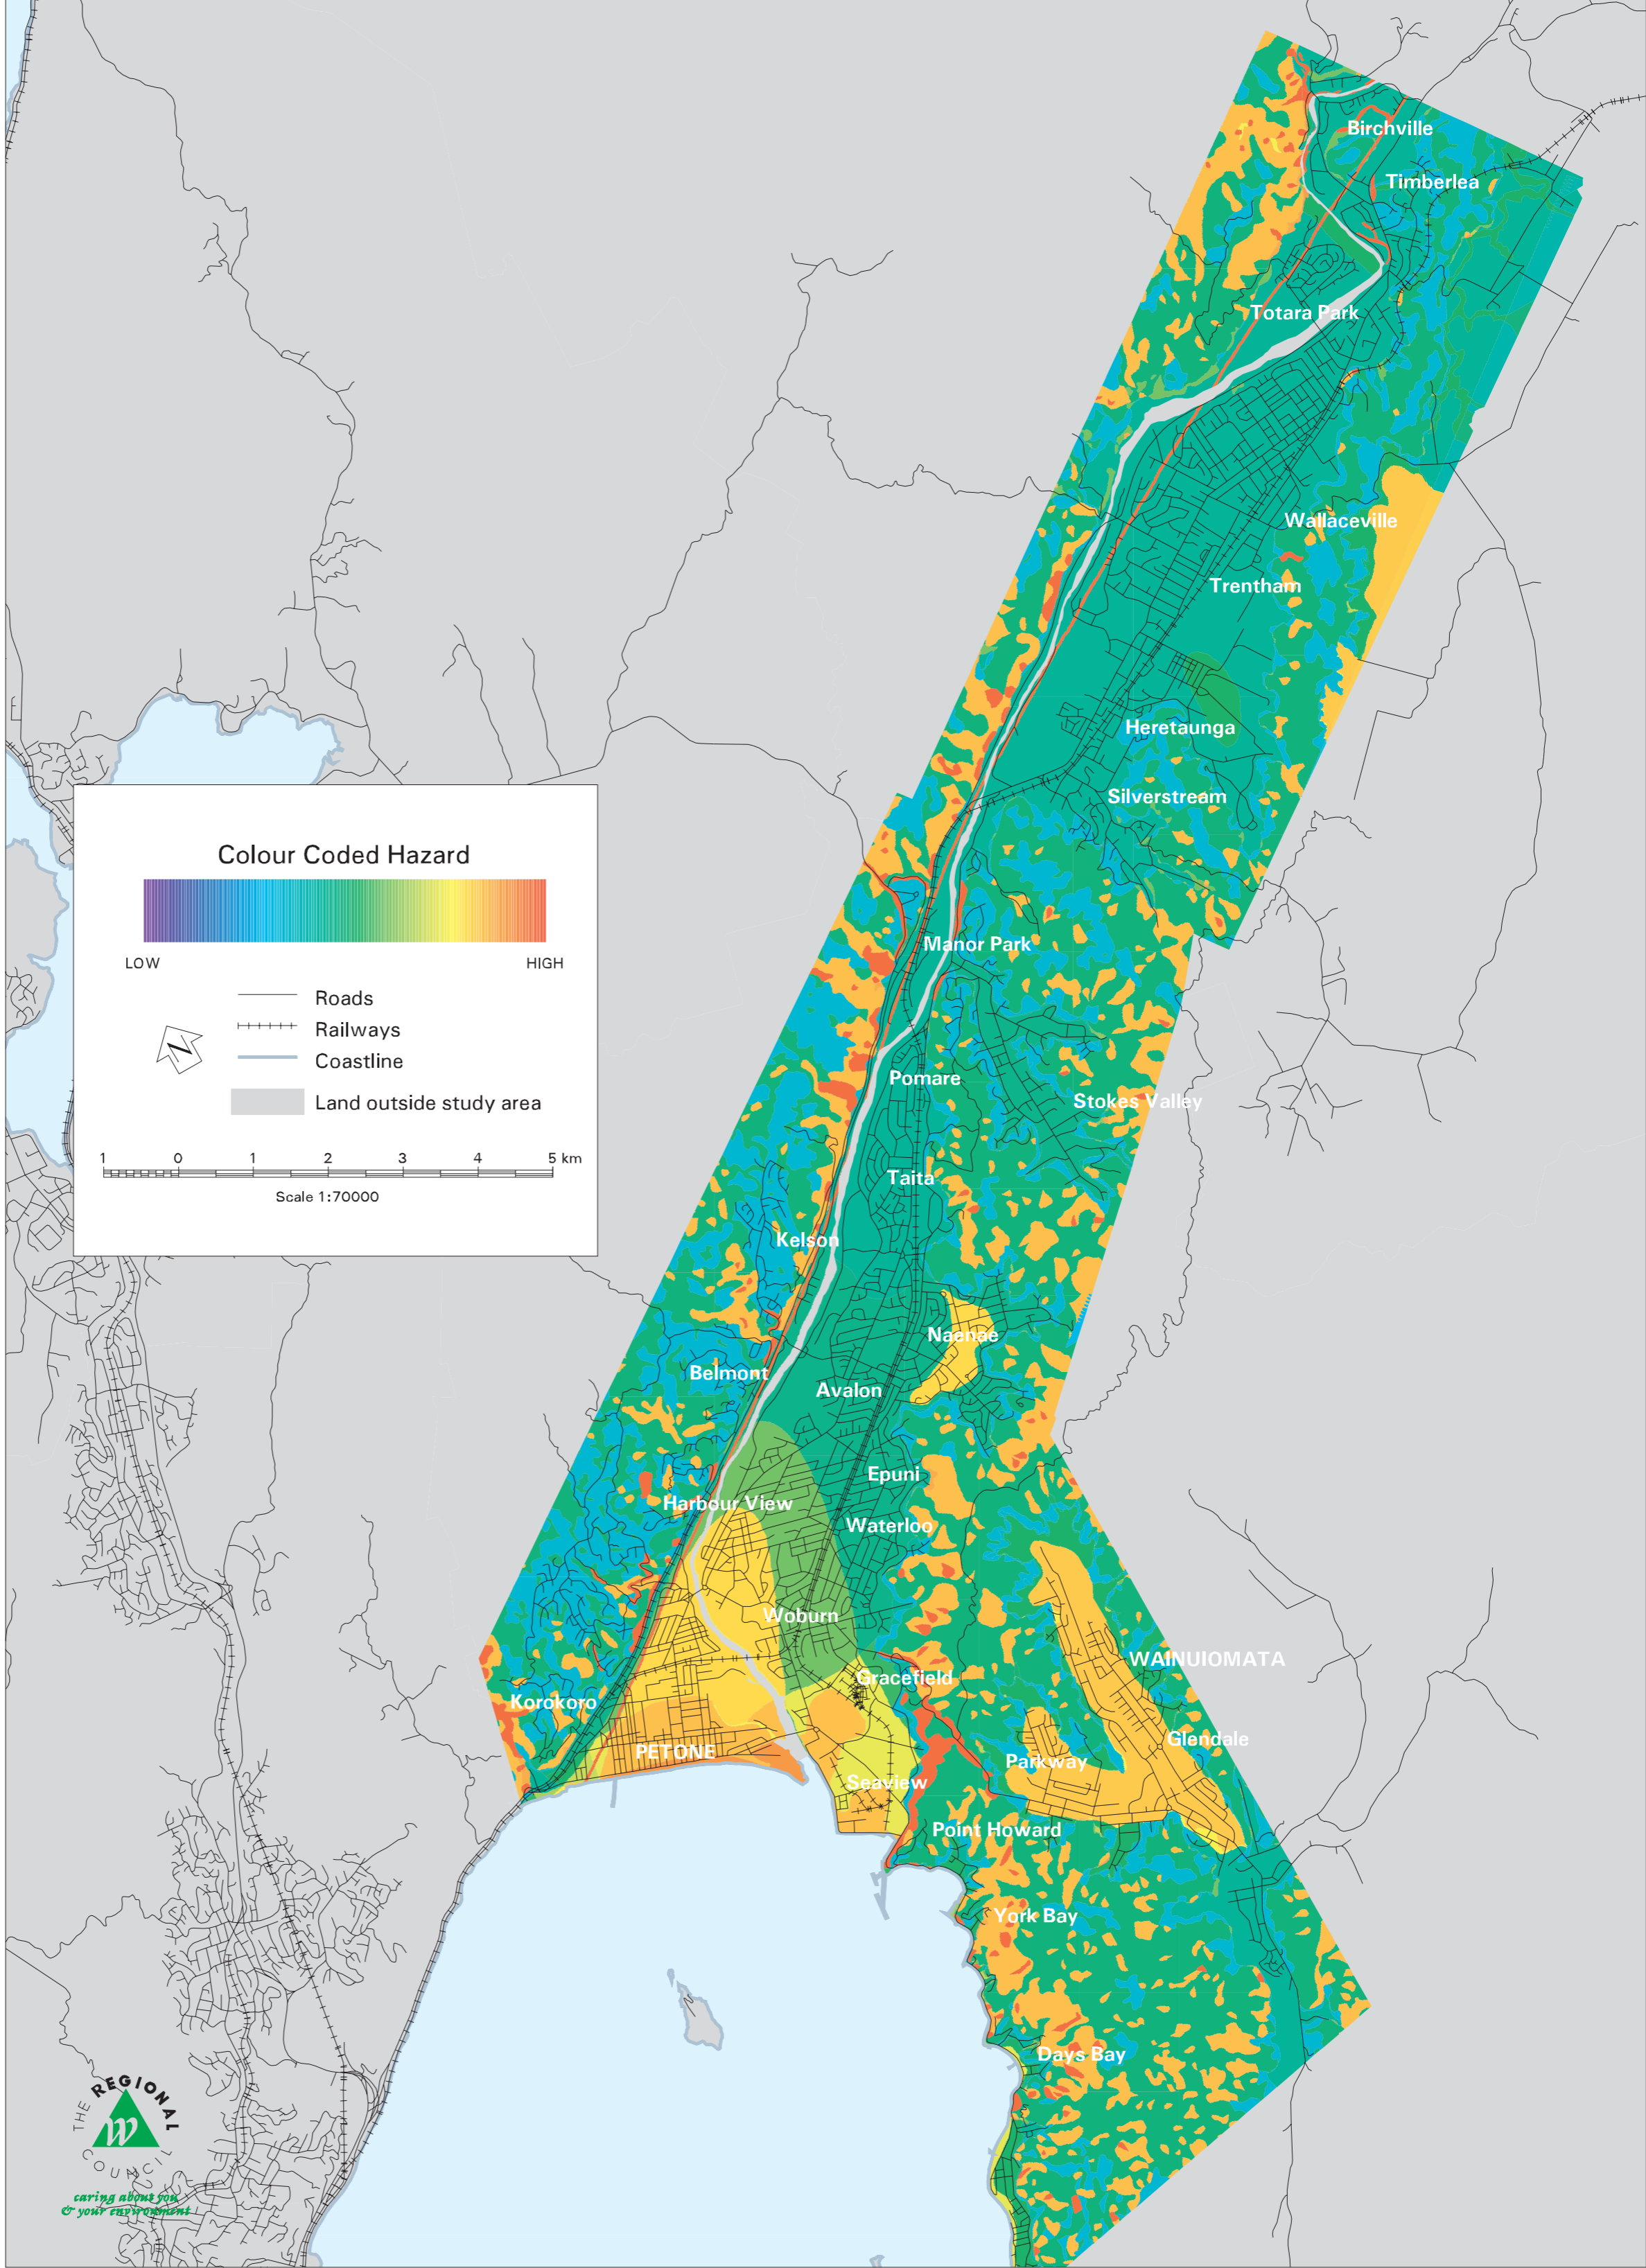 Birchville
Timberlea
Totara Park
Wallaceville
Trentham
Heretaunga
Silverstream
Colour Coded Hazard
LOW
HIGH
Manor Park
Roads
N
Railways
Coastline
Pomare
Stokes Valley
Land outside study area
1 0 1 2 3 4 5 km
Scale 1:70000
Taita
Kelson
Naenae
Belmont
Avalon
Epuni
Harbour View
Waterloo
Woburn
WAINUIOMATA
Gracefield
Korokoro
Glendale
PETONE
Parkway
Seaview
Point Howard
York Bay
Days Bay
THE REGIONAL
W
COUNCIL
caring about you
& your environment